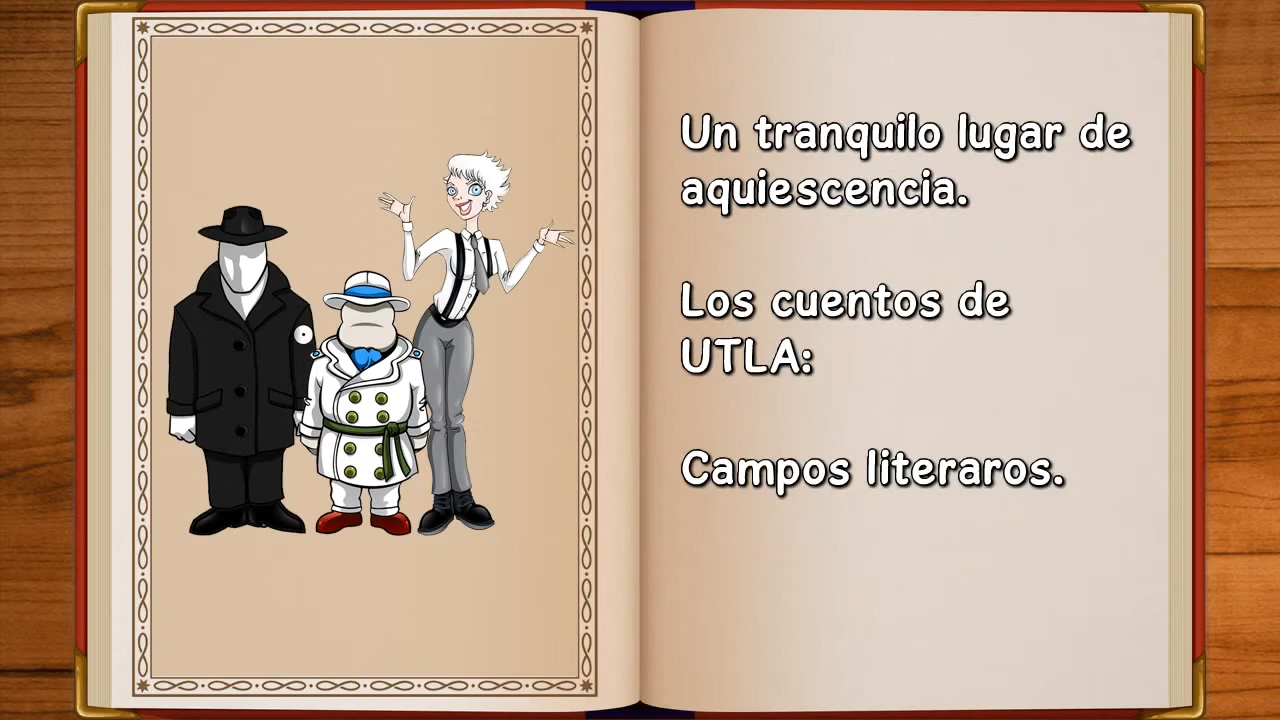 Un tranquilo lugar de
aquiescencia.
Los cuentos de
UTLA:
Campos literaros.